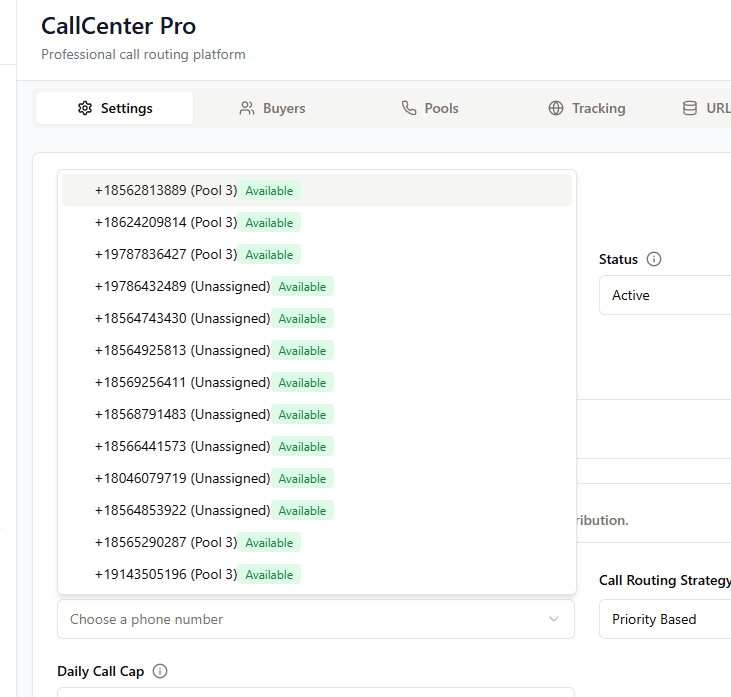 CallCenter Pro
Professional call routing platform
Settings
Buyers
Pools
Tracking
URL
+18562813889 (Pool 3) Available
+18624209814 (Pool 3) Available
+19787836427 (Pool 3) Available
+19786432489 (Unassigned) Available
+18564743430 (Unassigned) Available
+18564925813 (Unassigned) Available
+18569256411 (Unassigned) Available
+18568791483 (Unassigned) Available
+18566441573 (Unassigned) Available
+18046079719 (Unassigned) Available
+18564853922 (Unassigned) Available
+18565290287 (Pool 3) Available
+19143505196 (Pool 3) Available
Status
Active
ribution.
Choose a phone number
Call Routing Strategy
Priority Based
Daily Call Cap